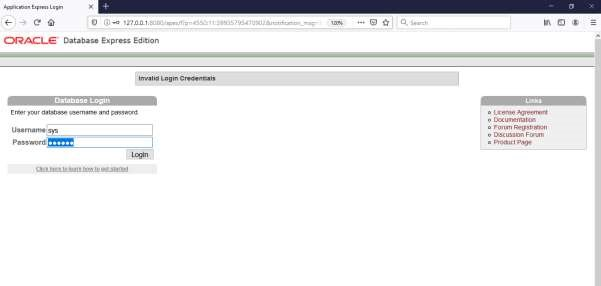 Application Express Login
127.0.0.1:8080/apex/f?p=4550:11:28935795470902&notification_msg=
120%
Search
ORACLE Database Express Edition
Invalid Login Credentials
Database Login
Enter your database username and password.
Username sys
Password
Login
Click here to learn how to get started
Links
License Agreement
Documentation
Forum Registration
Discussion Forum
Product Page